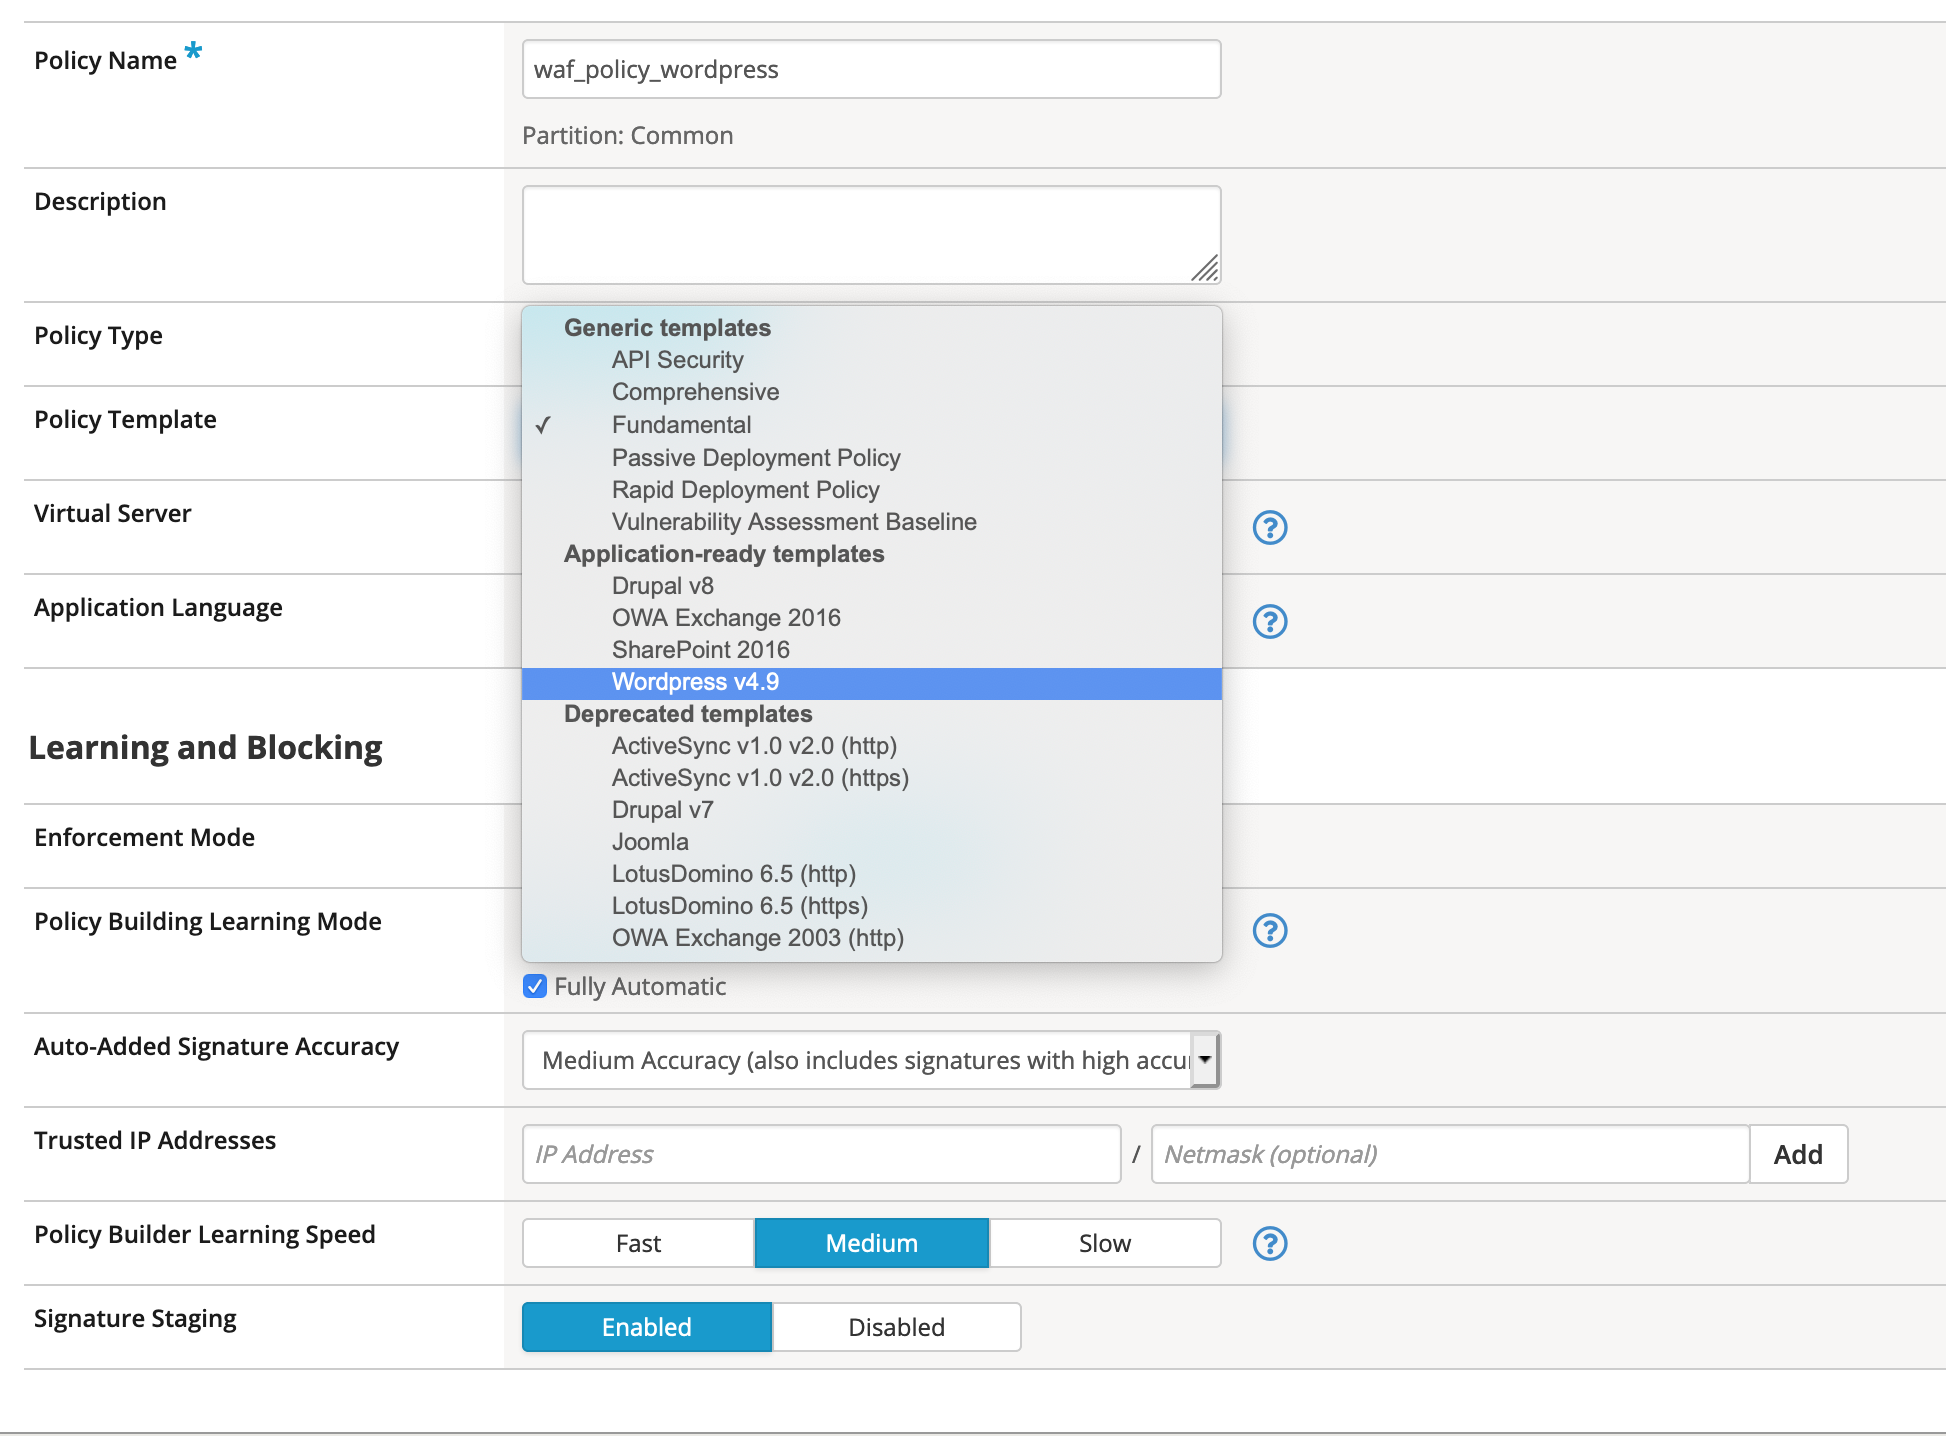 Policy Name *
waf_policy_wordpress
Partition: Common
Description
Policy Type
Policy Template
Virtual Server
Application Language
Generic templates
API Security
Comprehensive
✓ Fundamental
Passive Deployment Policy
Rapid Deployment Policy
Vulnerability Assessment Baseline
Application-ready templates
Drupal v8
OWA Exchange 2016
SharePoint 2016
Wordpress v4.9
Deprecated templates
ActiveSync v1.0 v2.0 (http)
ActiveSync v1.0 v2.0 (https)
Drupal v7
Joomla
LotusDomino 6.5 (http)
LotusDomino 6.5 (https)
OWA Exchange 2003 (http)
?
?
Learning and Blocking
Enforcement Mode
Policy Building Learning Mode
?
Fully Automatic
Auto-Added Signature Accuracy
Medium Accuracy (also includes signatures with high accu
Trusted IP Addresses
IP Address / Netmask (optional) Add
Policy Builder Learning Speed
Fast Medium Slow ?
Signature Staging
Enabled Disabled